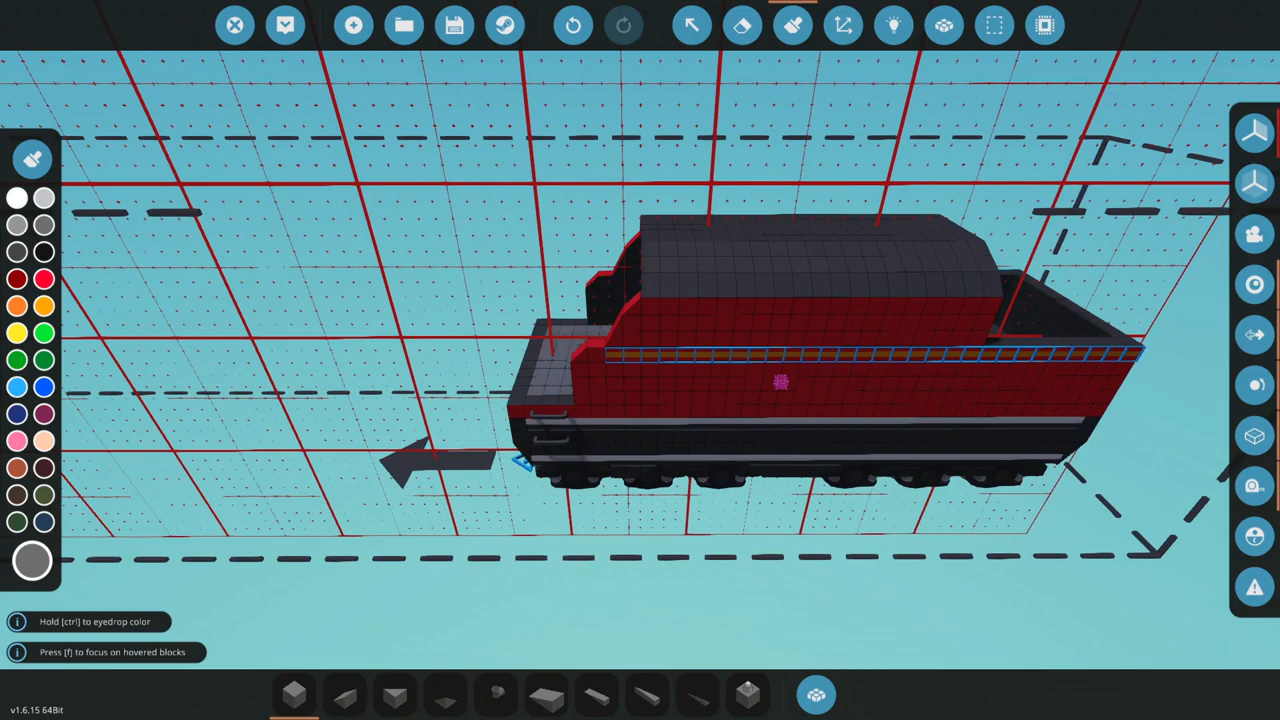 Hold [ctrl] to eyedrop color
Press [f] to focus on hovered blocks
v1.6.15 64Bit